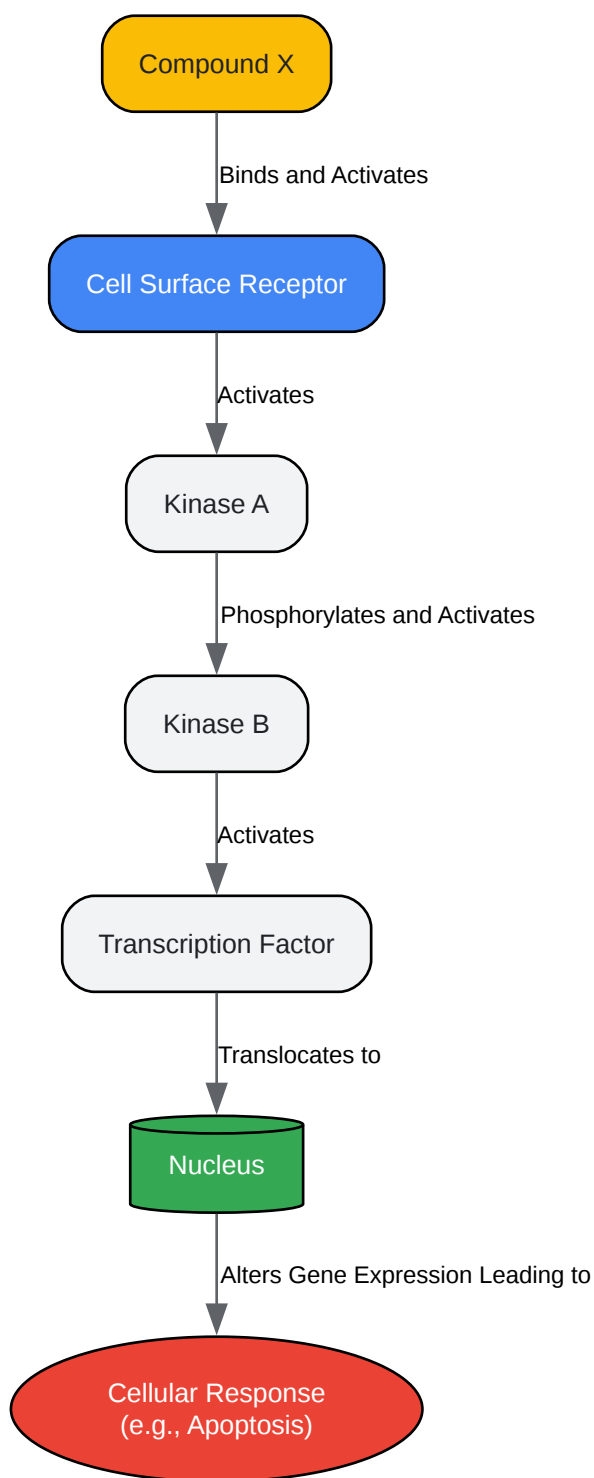 Compound X
Binds and Activates
Cell Surface Receptor
Activates
Kinase A
Phosphorylates and Activates
Kinase B
Activates
Transcription Factor
Translocates to
Nucleus
Alters Gene Expression Leading to
Cellular Response
(e.g., Apoptosis)